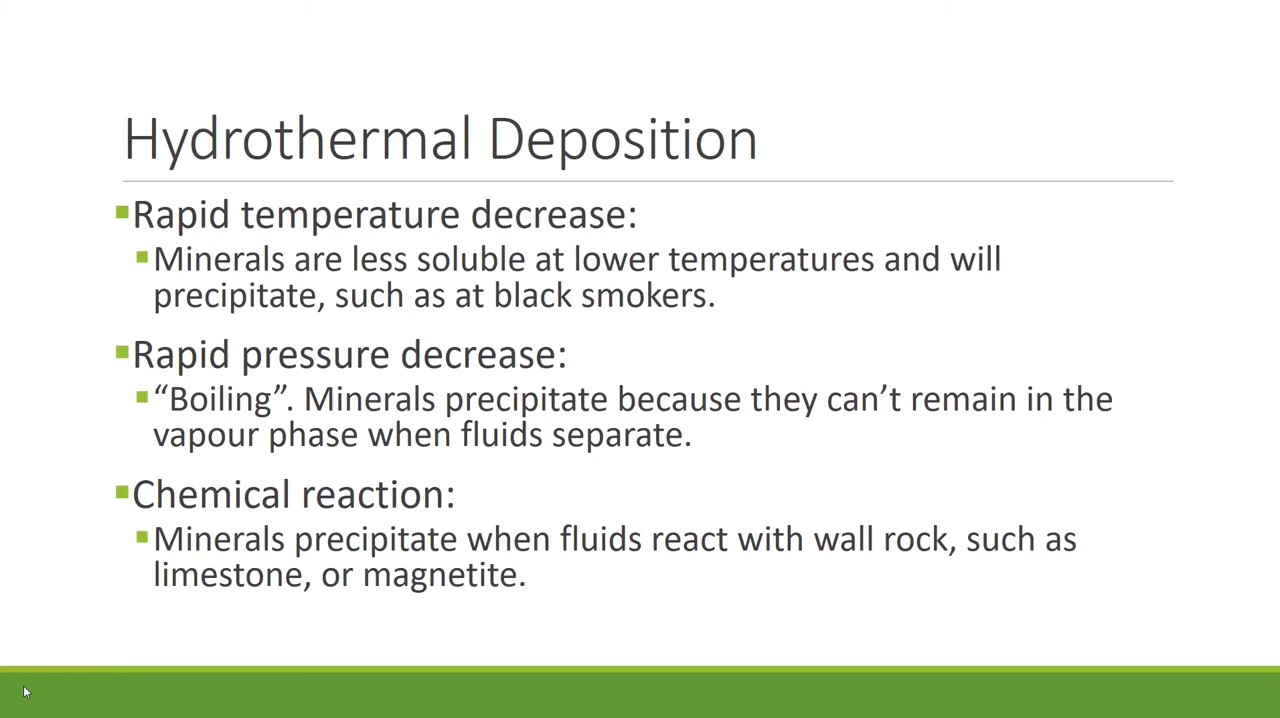 Hydrothermal Deposition
▪Rapid temperature decrease:
▪Minerals are less soluble at lower temperatures and will
precipitate, such as at black smokers.
▪Rapid pressure decrease:
▪“Boiling”. Minerals precipitate because they can’t remain in the
vapour phase when fluids separate.
▪Chemical reaction:
▪Minerals precipitate when fluids react with wall rock, such as
limestone, or magnetite.